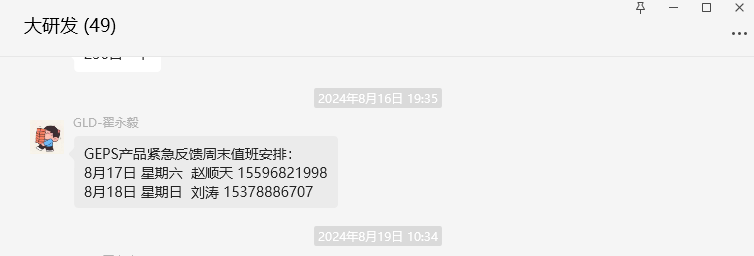 大研发 (49)
2024年8月16日 19:35
GLD-翟永毅
GEPS产品紧急反馈周末值班安排：
8月17日 星期六  赵顺天 15596821998
8月18日 星期日  刘涛 15378886707
2024年8月19日 10:34